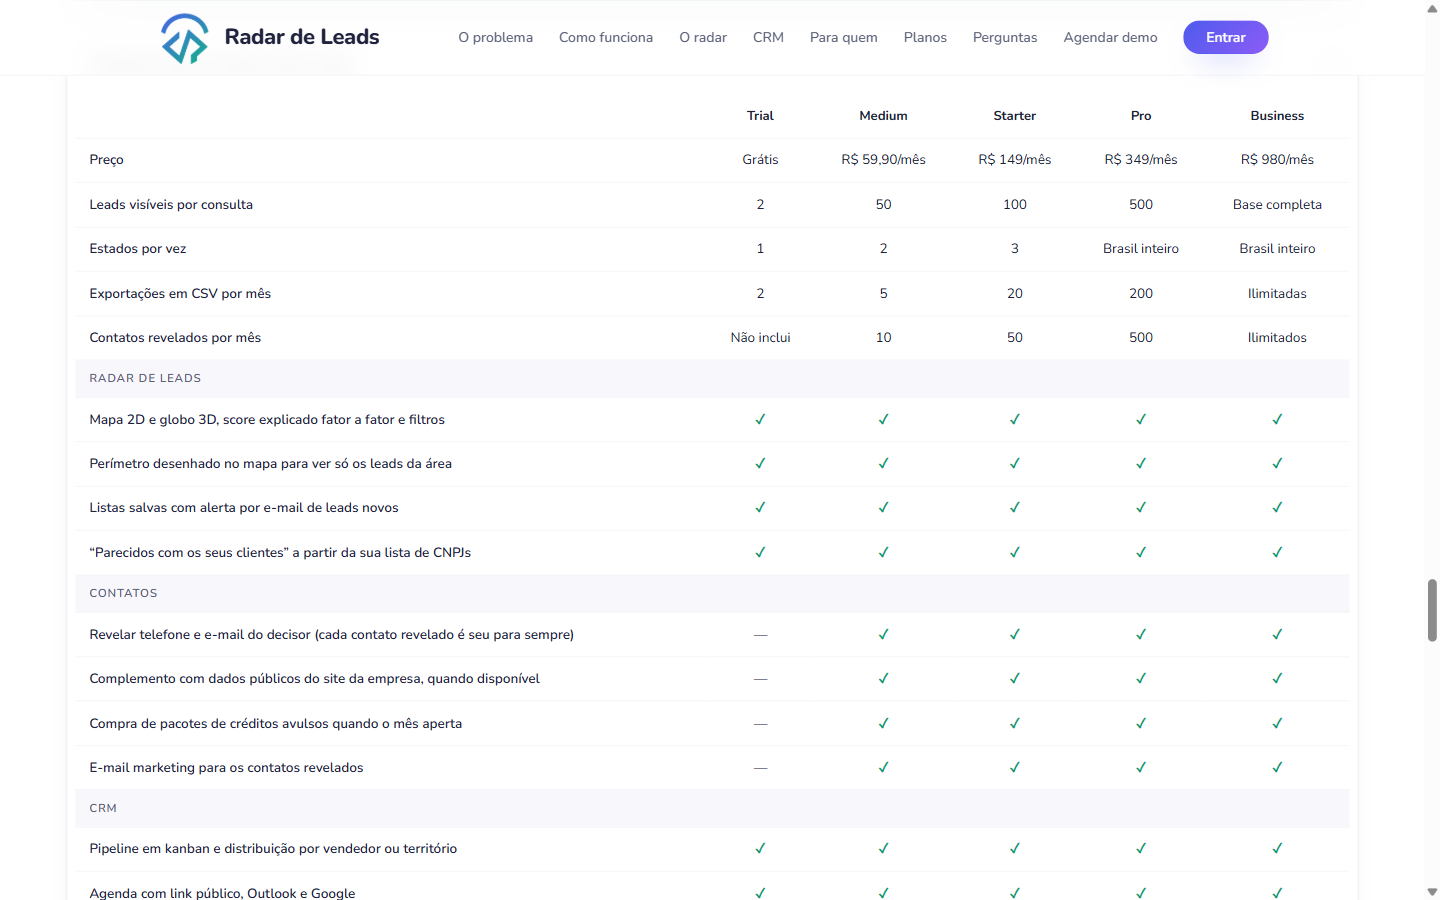 Radar de Leads O problema Como funciona O radar CRM Para quem Planos Perguntas Agendar demo Entrar
Trial Medium Starter Pro Business
Preço Grátis R$ 59,90/mês R$ 149/mês R$ 349/mês R$ 980/mês
Leads visíveis por consulta 2 50 100 500 Base completa
Estados por vez 1 2 3 Brasil inteiro Brasil inteiro
Exportações em CSV por mês 2 5 20 200 Ilimitadas
Contatos revelados por mês Não inclui 10 50 500 Ilimitados
RADAR DE LEADS
Mapa 2D e globo 3D, score explicado fator a fator e filtros ✓ ✓ ✓ ✓ ✓
Perímetro desenhado no mapa para ver só os leads da área ✓ ✓ ✓ ✓ ✓
Listas salvas com alerta por e-mail de leads novos ✓ ✓ ✓ ✓ ✓
“Parecidos com os seus clientes” a partir da sua lista de CNPJs ✓ ✓ ✓ ✓ ✓
CONTATOS
Revelar telefone e e-mail do decisor (cada contato revelado é seu para sempre) — ✓ ✓ ✓ ✓
Complemento com dados públicos do site da empresa, quando disponível — ✓ ✓ ✓ ✓
Compra de pacotes de créditos avulsos quando o mês aperta — ✓ ✓ ✓ ✓
E-mail marketing para os contatos revelados — ✓ ✓ ✓ ✓
CRM
Pipeline em kanban e distribuição por vendedor ou território ✓ ✓ ✓ ✓ ✓
Agenda com link público, Outlook e Google ✓ ✓ ✓ ✓ ✓